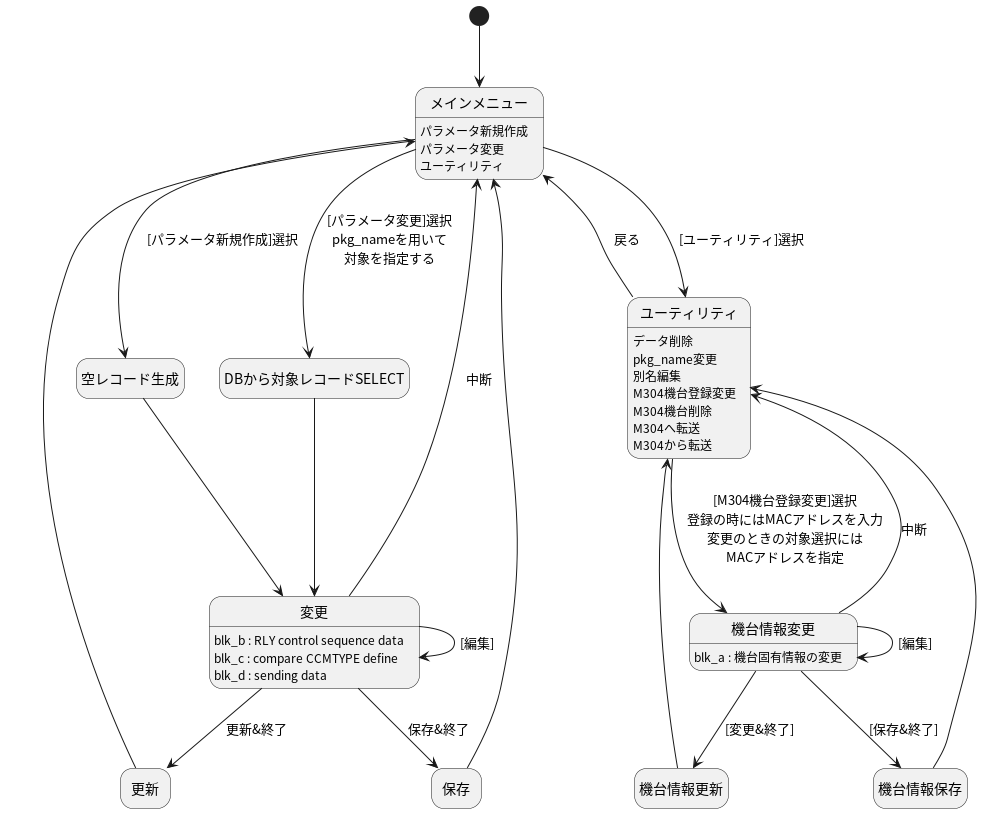 メインメニュー
パラメータ新規作成
パラメータ変更
ユーティリティ
[パラメータ新規作成]選択
[パラメータ変更]選択
pkg_nameを用いて
対象を指定する
戻る
[ユーティリティ]選択
ユーティリティ
データ削除
pkg_name変更
別名編集
M304機台登録変更
M304機台削除
M304へ転送
M304から転送
空レコード生成
DBから対象レコードSELECT
中断
[M304機台登録変更]選択
登録の時にはMACアドレスを入力
変更のときの対象選択には
MACアドレスを指定
中断
変更
blk_b : RLY control sequence data
blk_c : compare CCMTYPE define
blk_d : sending data
[編集]
機台情報変更
blk_a : 機台固有情報の変更
[編集]
更新&終了
保存&終了
[変更&終了]
[保存&終了]
更新
保存
機台情報更新
機台情報保存